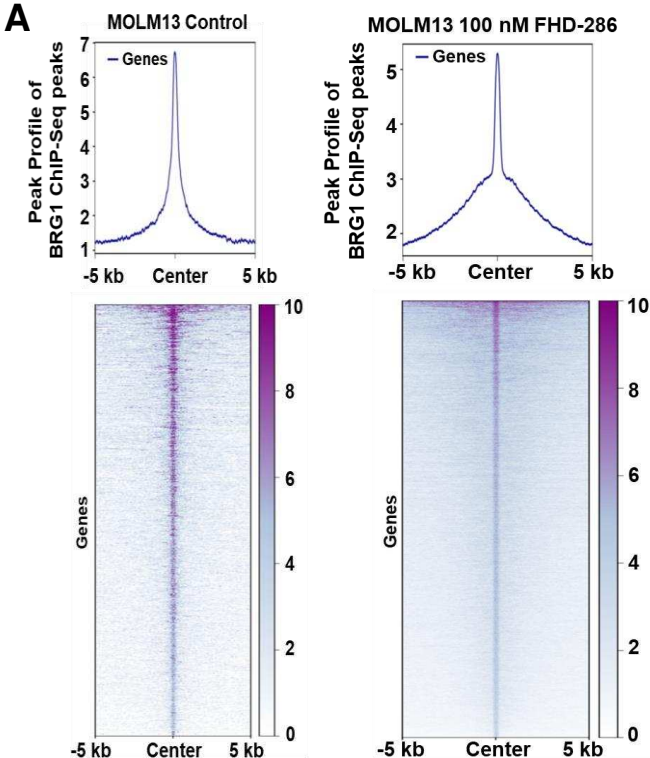 A
MOLM13 Control
Peak Profile of
BRG1 ChIP-Seq peaks
7
6
5
4
3
2
1
Genes
-5 kb Center 5 kb
MOLM13 100 nM FHD-286
Peak Profile of
BRG1 ChIP-Seq peaks
5
4
3
2
Genes
-5 kb Center 5 kb
Genes
10
8
6
4
2
0
-5 kb Center 5 kb
Genes
10
8
6
4
2
0
-5 kb Center 5 kb